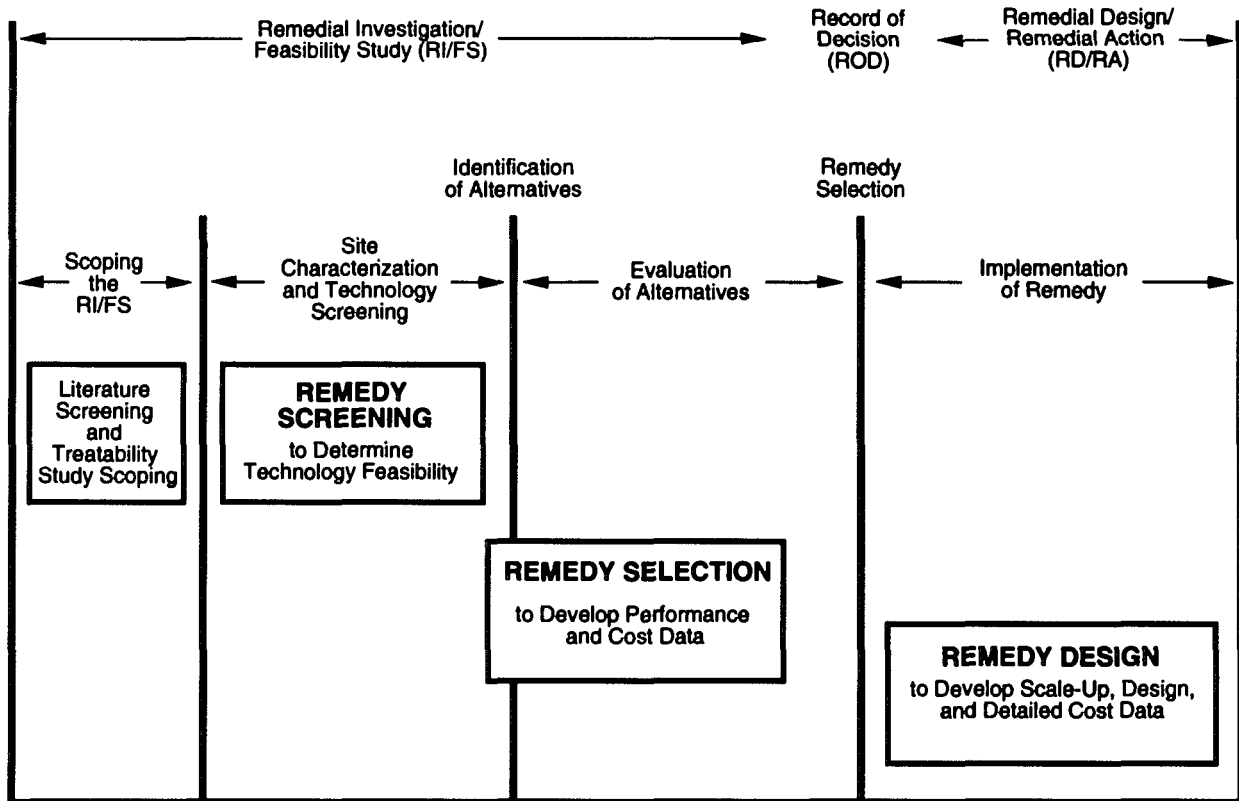 Remedial Investigation/
Feasibility Study (RI/FS)
Record of
Decision
(ROD)
Remedial Design/
Remedial Action
(RD/RA)
Identification
of Alternatives
Remedy
Selection
Scoping
the
RI/FS
Site
Characterization
and Technology
Screening
Evaluation
of Alternatives
Implementation
of Remedy
Literature
Screening
and
Treatability
Study Scoping
REMEDY
SCREENING
to Determine
Technology Feasibility
REMEDY SELECTION
to Develop Performance
and Cost Data
REMEDY DESIGN
to Develop Scale-Up, Design,
and Detailed Cost Data